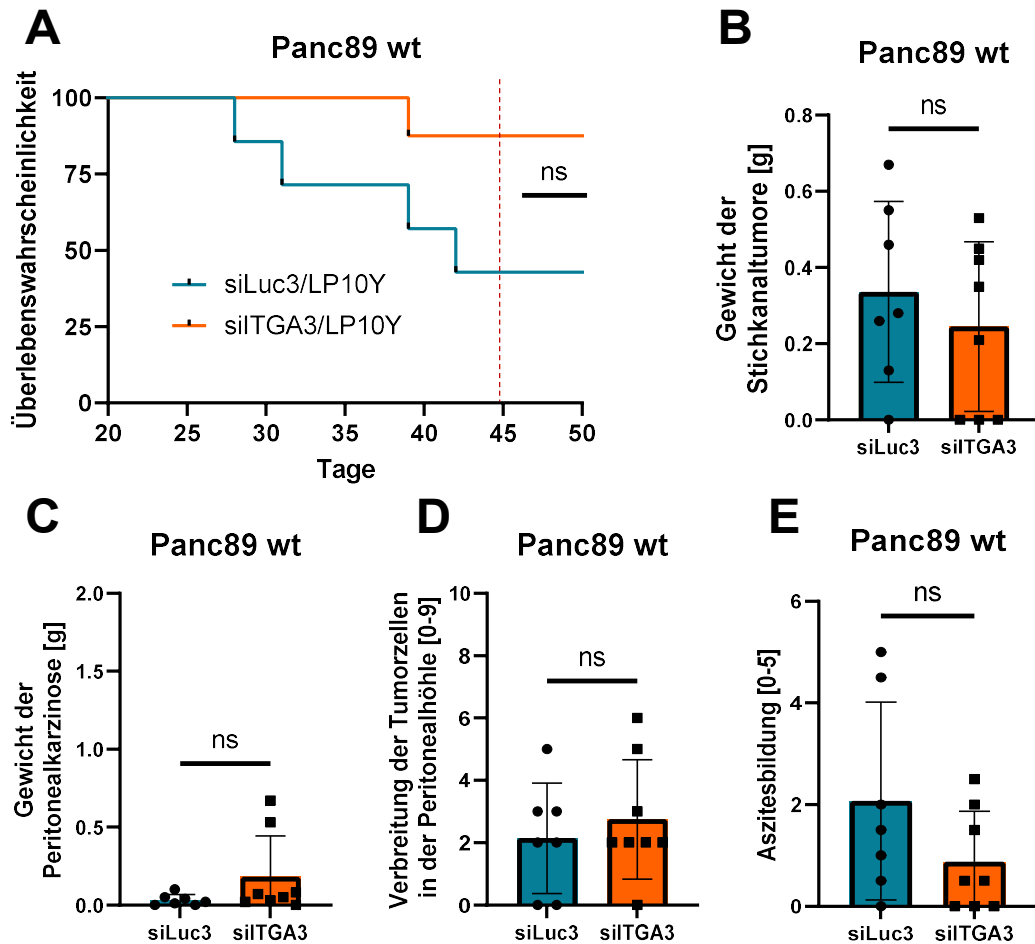 A
Panc89 wt
Überlebenswahrscheinlichkeit
100
75
50
25
0
ns
siLuc3/LP10Y
siITGA3/LP10Y
20 25 30 35 40 45 50
Tage
B
Panc89 wt
Gewicht der
Stichkanaltumore [g]
0.8
0.6
0.4
0.2
0.0
ns
siLuc3 siITGA3
C
Panc89 wt
Gewicht der
Peritonealkarzinose [g]
2.0
1.5
1.0
0.5
0.0
ns
siLuc3 siITGA3
D
Panc89 wt
Verbreitung der Tumorzellen
in der Peritonealhöhle [0-9]
10
8
6
4
2
0
ns
siLuc3 siITGA3
E
Panc89 wt
Aszitesbildung [0-5]
6
4
2
0
ns
siLuc3 siITGA3